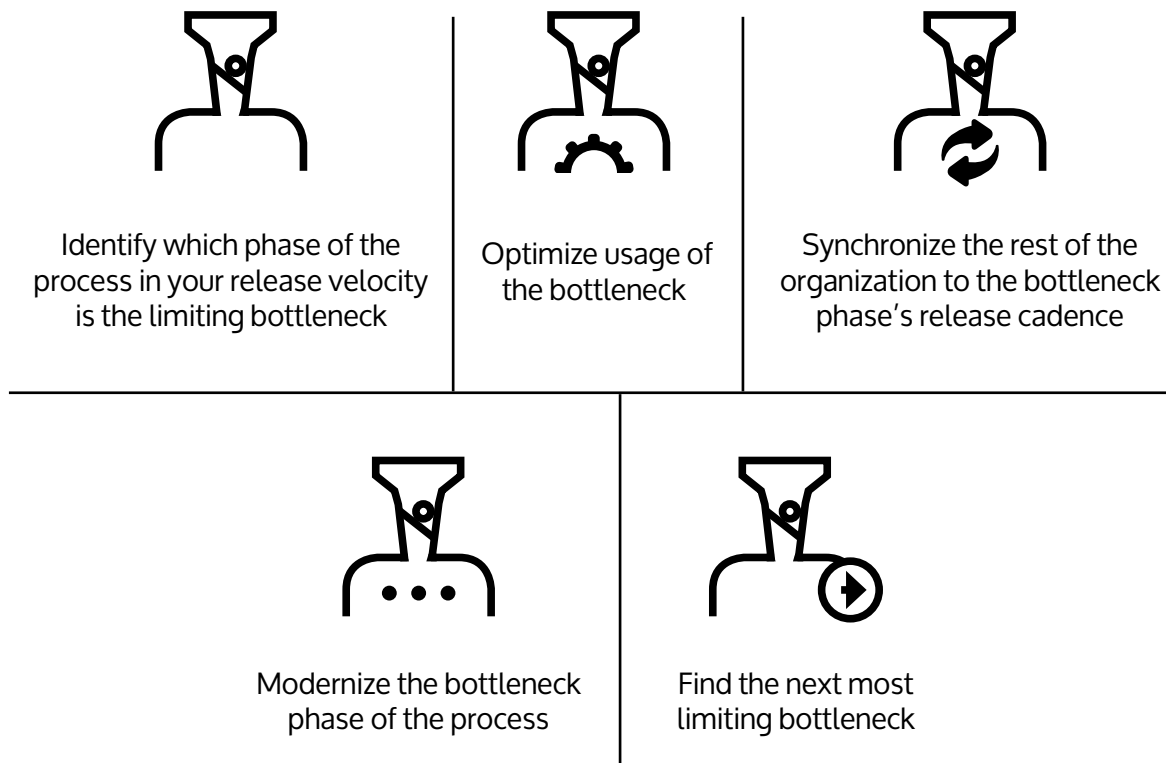 Identify which phase of the
process in your release velocity
is the limiting bottleneck
Optimize usage of
the bottleneck
Synchronize the rest of the
organization to the bottleneck
phase’s release cadence
Modernize the bottleneck
phase of the process
Find the next most
limiting bottleneck